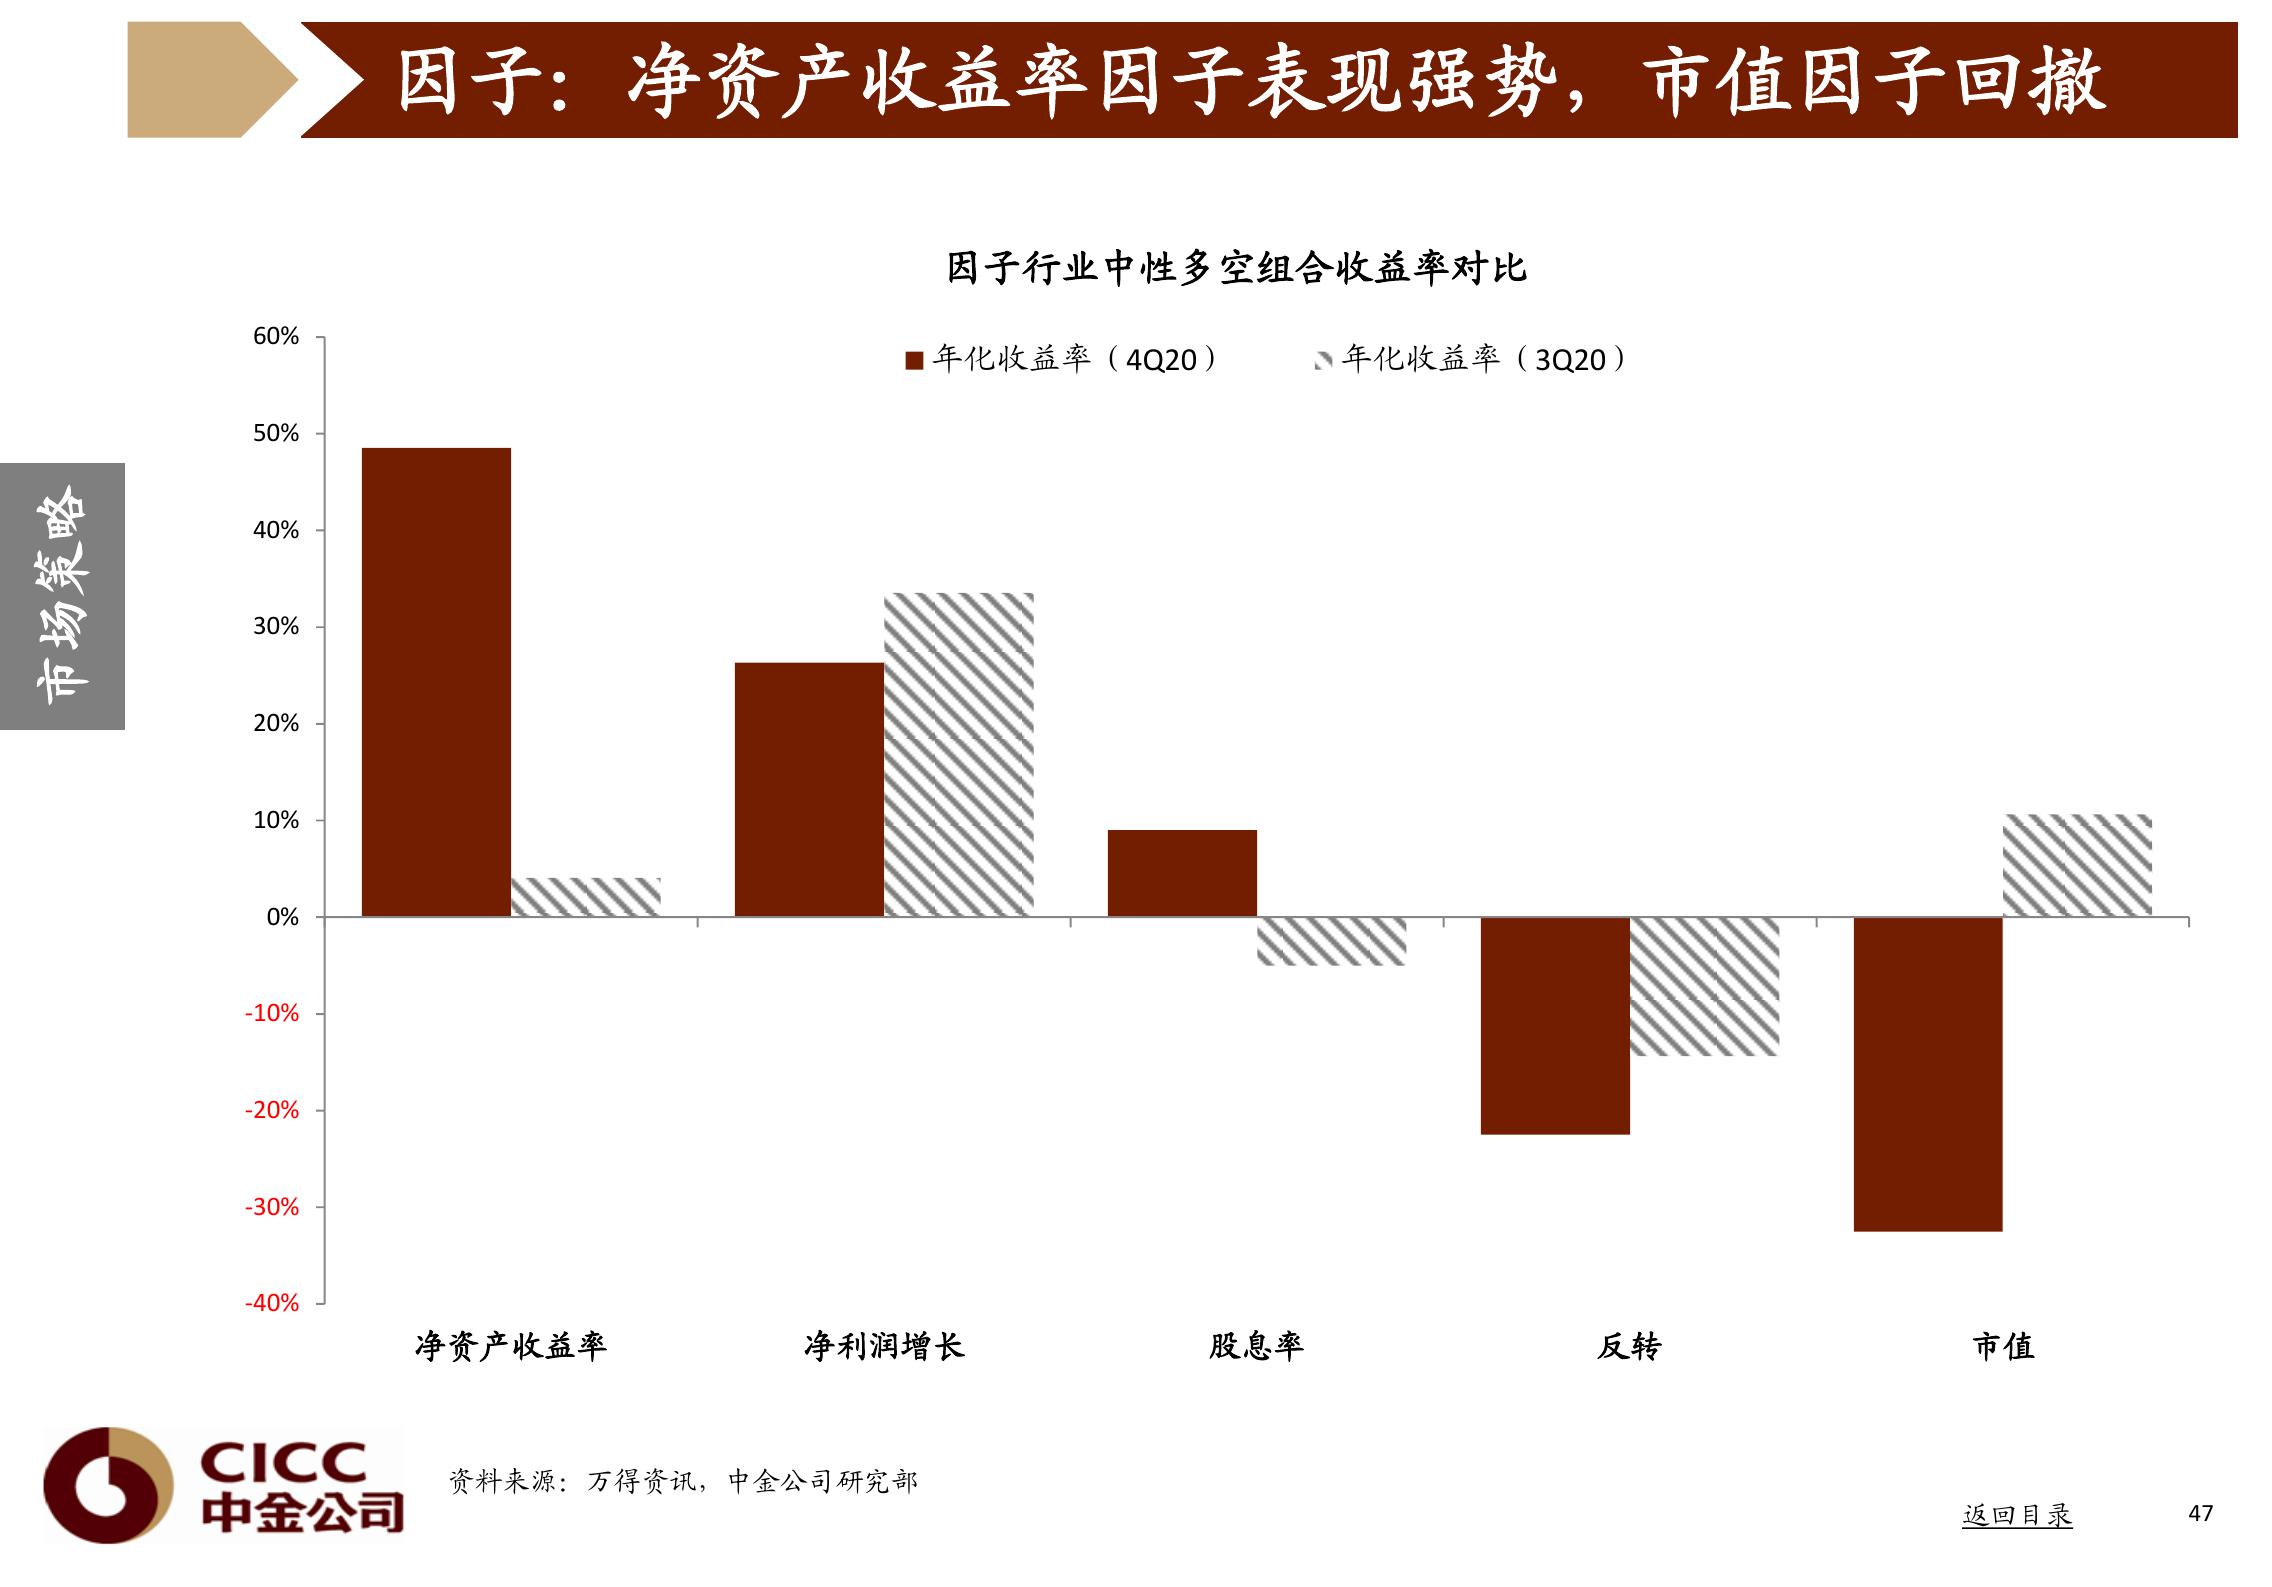 因子：净资产收益率因子表现强势，市值因子回撤
因子行业中性多空组合收益率对比
年化收益率（4Q20） 年化收益率（3Q20）
60%
50%
40%
30%
20%
10%
0%
-10%
-20%
-30%
-40%
净资产收益率 净利润增长 股息率 反转 市值
市场策略
CICC
中金公司
资料来源：万得资讯，中金公司研究部
返回目录 47